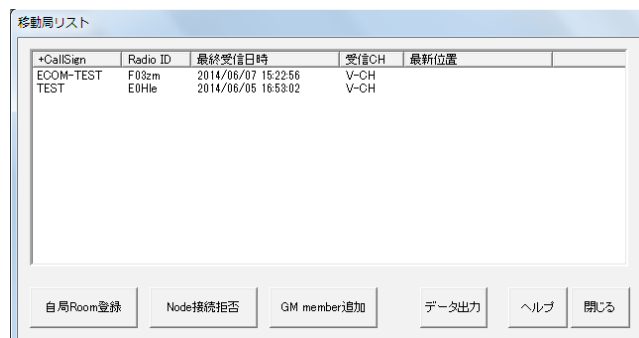 移動局リスト
+CallSign Radio ID 最終受信日時 受信CH 最新位置
ECOM-TEST F03zm 2014/06/07 15:22:56 V-CH
TEST E0Hle 2014/06/05 16:53:02 V-CH
自局Room登録 Node接続拒否 GM member追加 データ出力 ヘルプ 閉じる